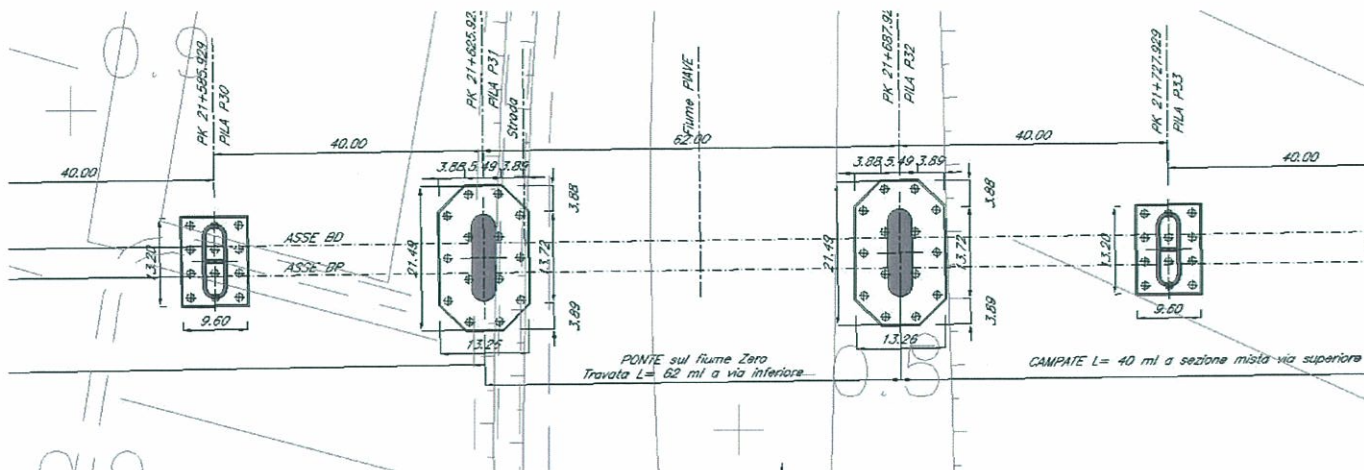 0.9
PK 21+585.929
PILA P30
PK 21+625.92
PILA P31
Strada
Fiume PIAVE
PK 21+687.92
PILA P32
PK 21+727.929
PILA P33
40.00
40.00
62.00
40.00
40.00
3.88 5.49 3.89
3.88 5.49 3.89
3.88
3.88
ASSE BD
ASSE BP
13.20
21.49
13.72
21.49
13.72
13.20
3.89
3.89
9.60
13.26
13.26
9.60
PONTE sul fiume Zero
Travata L= 62 ml a via inferiore
CAMPATE L= 40 ml a sezione mista via superiore